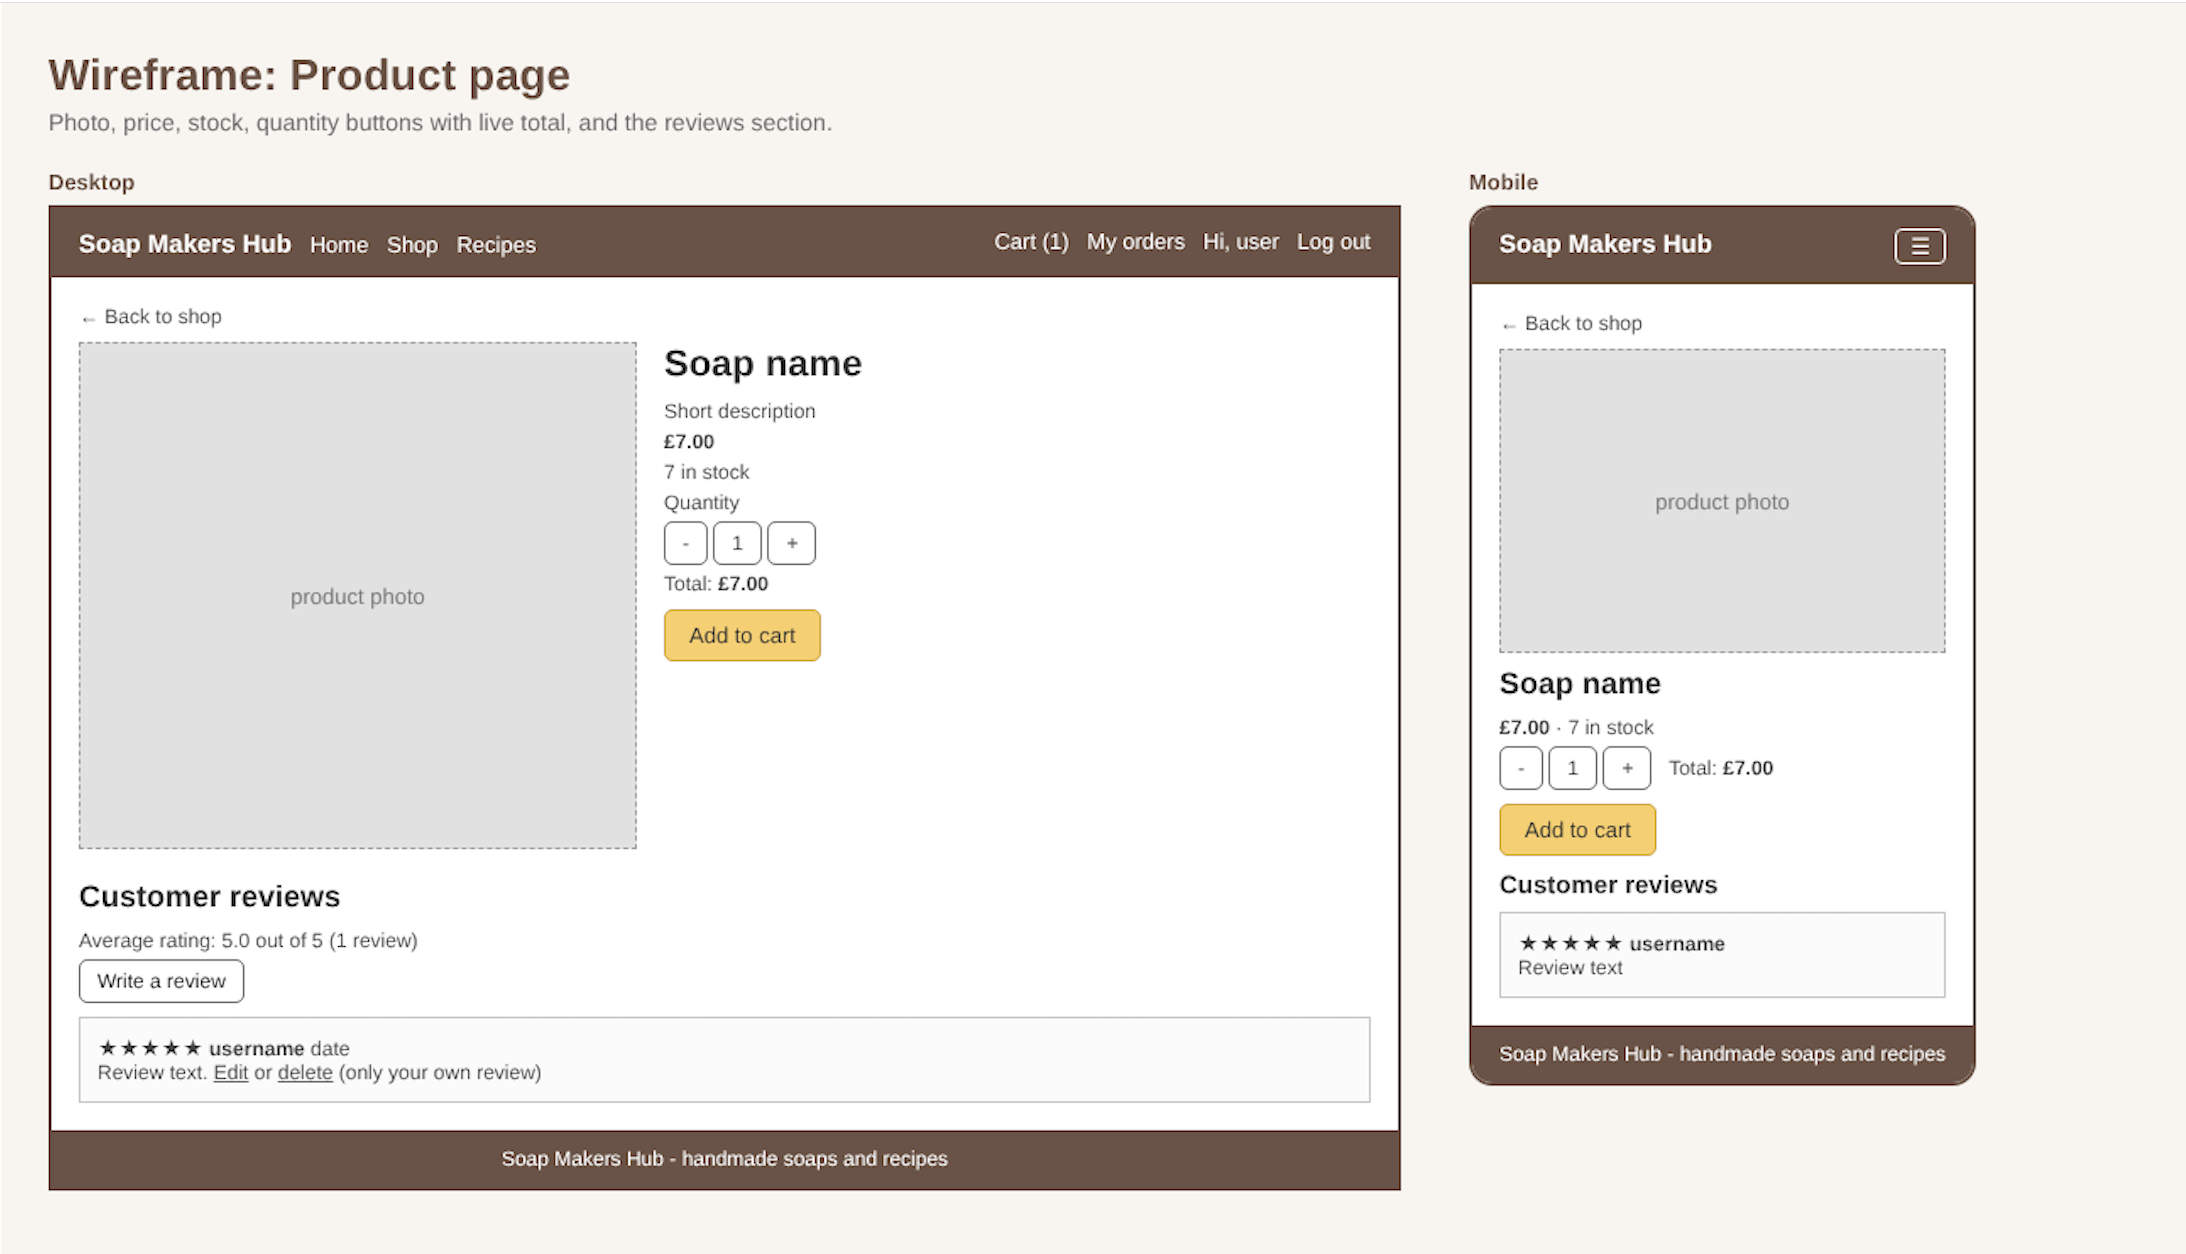 Wireframe: Product page
Photo, price, stock, quantity buttons with live total, and the reviews section.
Desktop
Soap Makers Hub Home Shop Recipes Cart (1) My orders Hi, user Log out
← Back to shop
product photo
Soap name
Short description
£7.00
7 in stock
Quantity
- 1 +
Total: £7.00
Add to cart
Customer reviews
Average rating: 5.0 out of 5 (1 review)
Write a review
★★★★★ username date
Review text. Edit or delete (only your own review)
Soap Makers Hub - handmade soaps and recipes
Mobile
Soap Makers Hub ☰
← Back to shop
product photo
Soap name
£7.00 · 7 in stock
- 1 + Total: £7.00
Add to cart
Customer reviews
★★★★★ username
Review text
Soap Makers Hub - handmade soaps and recipes